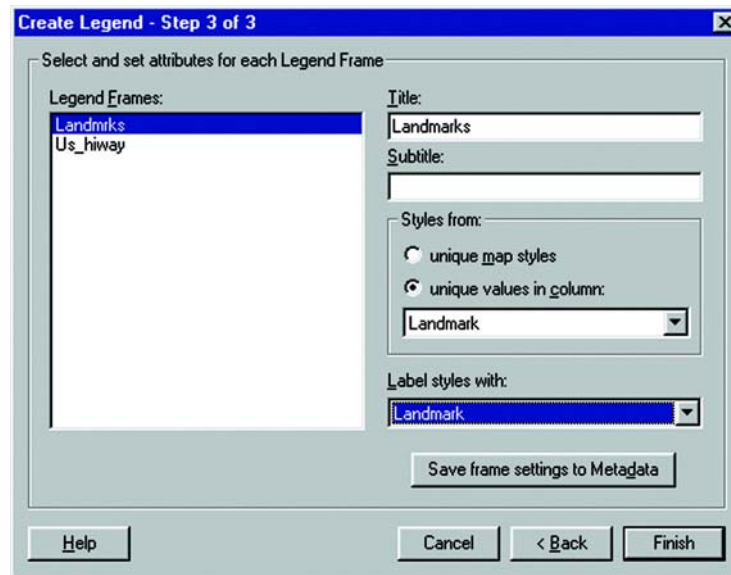 Create Legend - Step 3 of 3
Select and set attributes for each Legend Frame
Legend Frames:
Landmrks
Us_hiway
Title:
Landmarks
Subtitle:
Styles from:
unique map styles
unique values in column:
Landmark
Label styles with:
Landmark
Save frame settings to Metadata
Help
Cancel
< Back
Finish